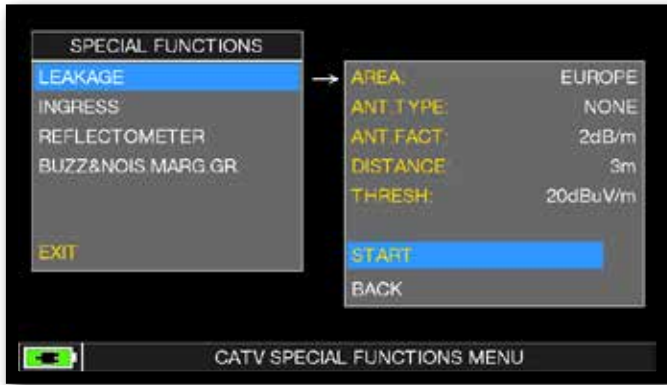 SPECIAL FUNCTIONS
LEAKAGE
INGRESS
REFLECTOMETER
BUZZ&NOIS.MARG.GR.
EXIT
AREA: EUROPE
ANT.TYPE: NONE
ANT.FACT: 2dB/m
DISTANCE 3m
THRESH: 20dBuV/m
START
BACK
CATV SPECIAL FUNCTIONS MENU